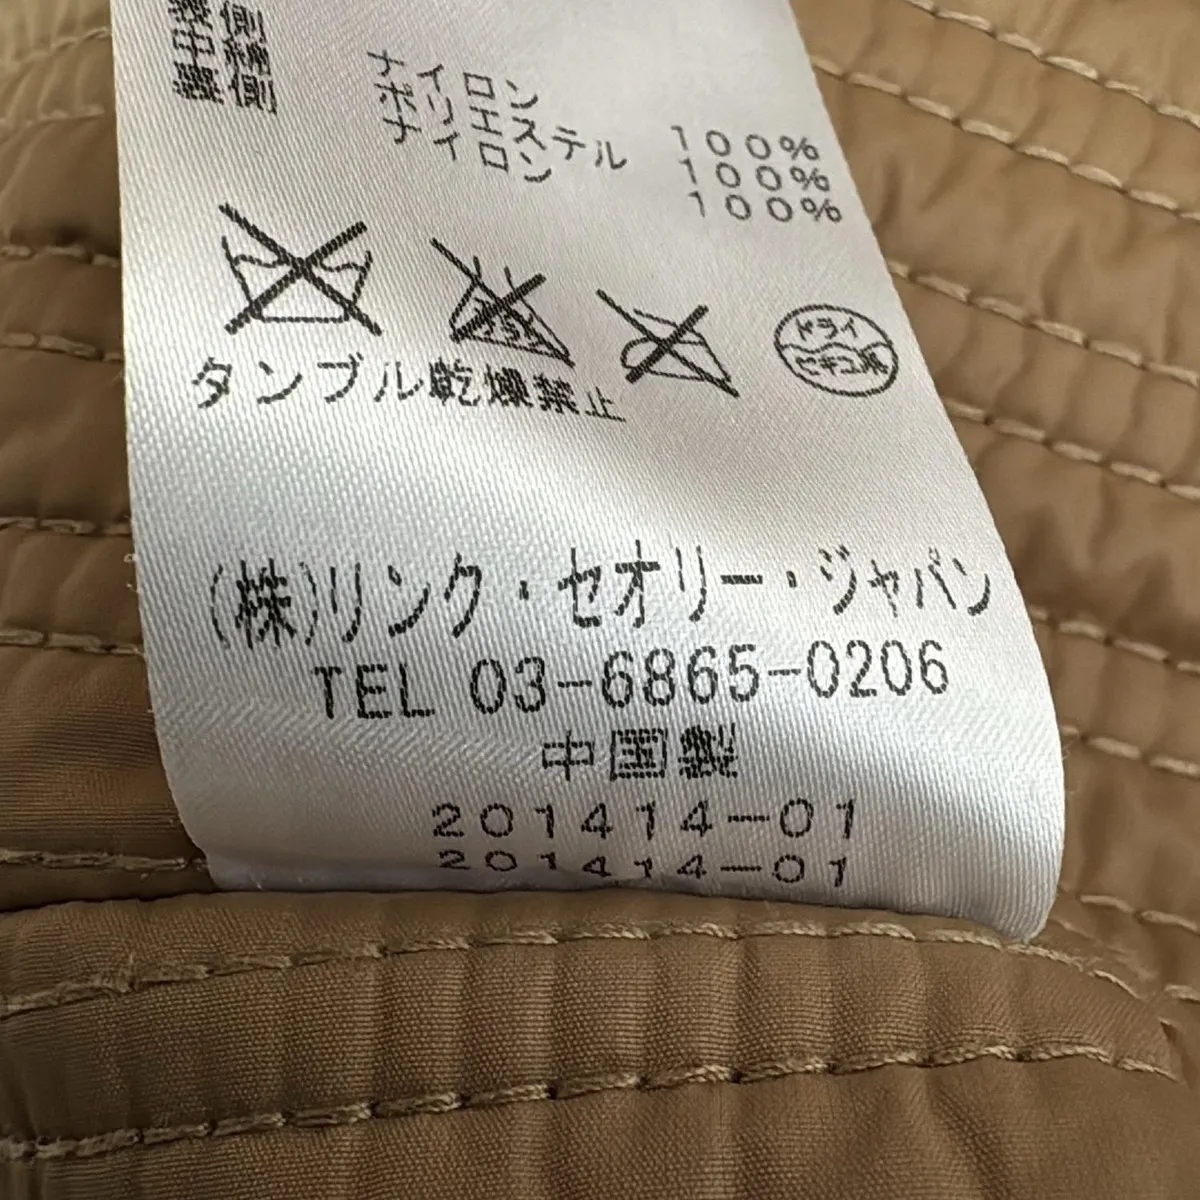 ナイロン 100%
中綿 ポリエステル 100%
裏側 ナイロン 100%
タンブル乾燥禁止
ドライ
セキユ系
(株)リンク・セオリー・ジャパン
TEL 03-6865-0206
中国製
201414-01
201414-01